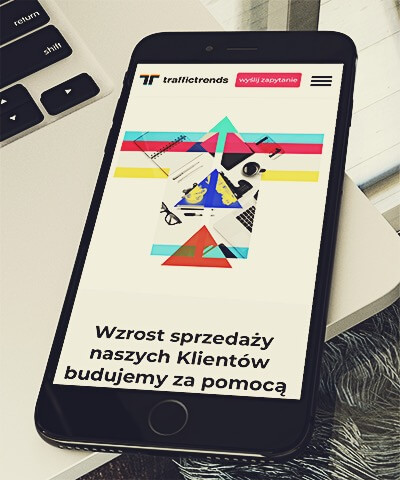 return
shift
traffictrends
wyślij zapytanie
Wzrost sprzedaży
naszych Klientów
budujemy za pomocą